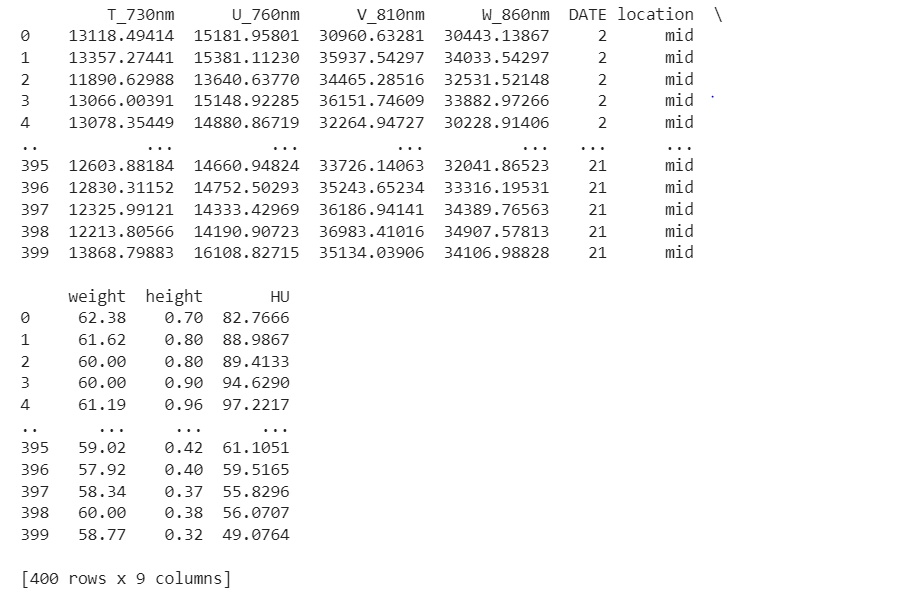 T_730nm U_760nm V_810nm W_860nm DATE location \
0 13118.49414 15181.95801 30960.63281 30443.13867 2 mid
1 13357.27441 15381.11230 35937.54297 34033.54297 2 mid
2 11890.62988 13640.63770 34465.28516 32531.52148 2 mid
3 13066.00391 15148.92285 36151.74609 33882.97266 2 mid
4 13078.35449 14880.86719 32264.94727 30228.91406 2 mid
.. ... ... ... ... ... ...
395 12603.88184 14660.94824 33726.14063 32041.86523 21 mid
396 12830.31152 14752.50293 35243.65234 33316.19531 21 mid
397 12325.99121 14333.42969 36186.94141 34389.76563 21 mid
398 12213.80566 14190.90723 36983.41016 34907.57813 21 mid
399 13868.79883 16108.82715 35134.03906 34106.98828 21 mid
weight height HU
0 62.38 0.70 82.7666
1 61.62 0.80 88.9867
2 60.00 0.80 89.4133
3 60.00 0.90 94.6290
4 61.19 0.96 97.2217
.. ... ... ...
395 59.02 0.42 61.1051
396 57.92 0.40 59.5165
397 58.34 0.37 55.8296
398 60.00 0.38 56.0707
399 58.77 0.32 49.0764
[400 rows x 9 columns]